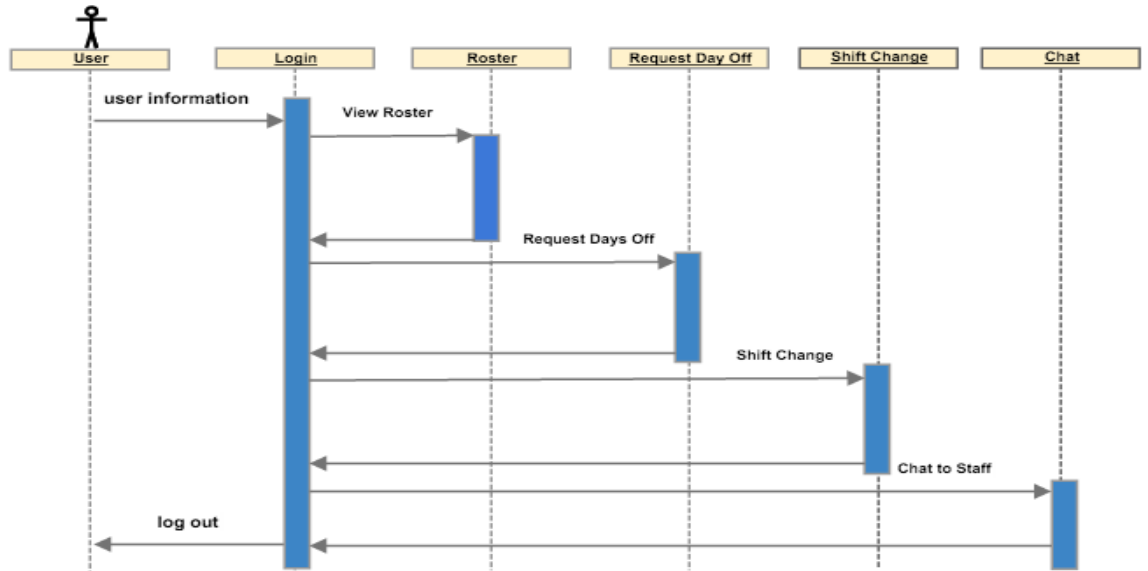 User
Login
Roster
Request Day Off
Shift Change
Chat
user information
View Roster
Request Days Off
Shift Change
Chat to Staff
log out